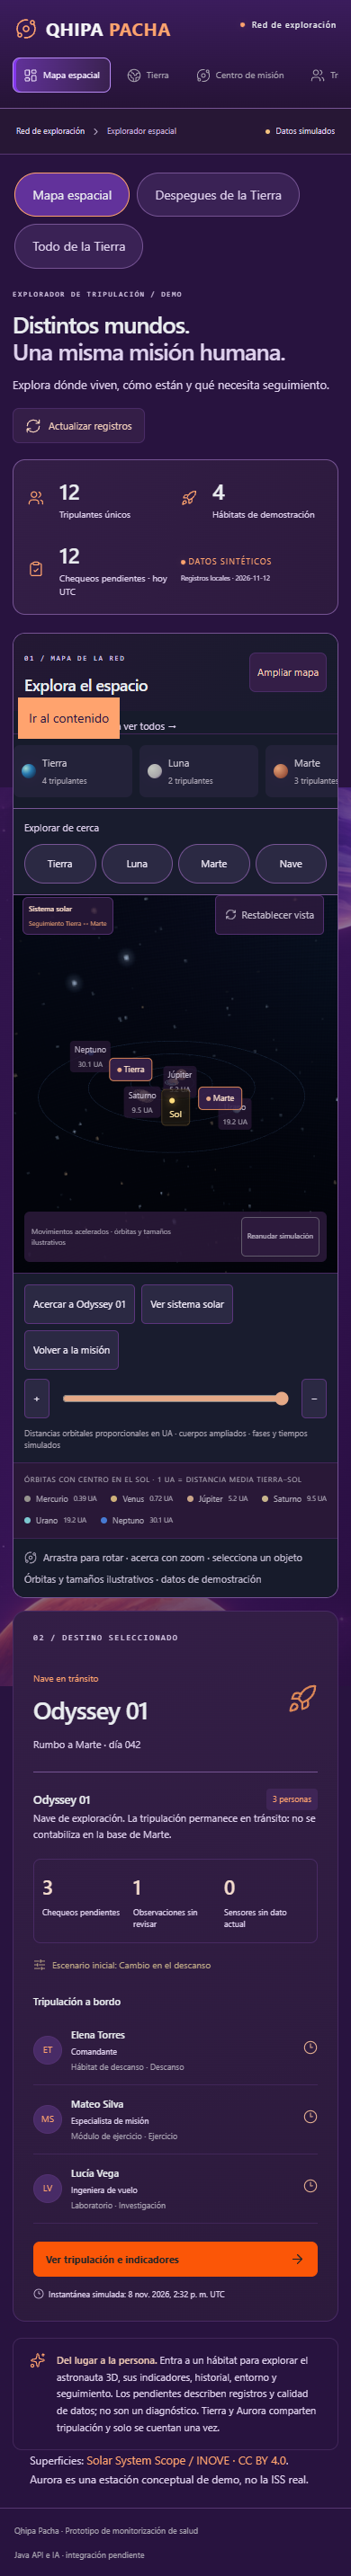 QHIPA PACHA
Red de exploración
Mapa espacial
Tierra
Centro de misión
Tr
Red de exploración > Explorador espacial
Datos simulados
Mapa espacial
Despegues de la Tierra
Todo de la Tierra
EXPLORADOR DE TRIPULACIÓN / DEMO
Distintos mundos.
Una misma misión humana.
Explora dónde viven, cómo están y qué necesita seguimiento.
Actualizar registros
12
Tripulantes únicos
4
Hábitats de demostración
12
Chequeos pendientes · hoy
UTC
DATOS SINTÉTICOS
Registros locales · 2026-11-12
01 / MAPA DE LA RED
Explora el espacio
Ampliar mapa
Ir al contenido
ver todos →
Tierra
4 tripulantes
Luna
2 tripulantes
Marte
3 tripulantes
Explorar de cerca
Tierra
Luna
Marte
Nave
Sistema solar
Seguimiento Tierra ↔ Marte
Restablecer vista
Neptuno
30.1 UA
Tierra
Júpiter
5.2 UA
Saturno
9.5 UA
Sol
Marte
19.2 UA
Movimientos acelerados · órbitas y tamaños
ilustrativos
Reanudar simulación
Acercar a Odyssey 01
Ver sistema solar
Volver a la misión
+
−
Distancias orbitales proporcionales en UA · cuerpos ampliados · fases y tiempos
simulados
ÓRBITAS CON CENTRO EN EL SOL · 1 UA = DISTANCIA MEDIA TIERRA-SOL
Mercurio 0.39 UA
Venus 0.72 UA
Júpiter 5.2 UA
Saturno 9.5 UA
Urano 19.2 UA
Neptuno 30.1 UA
Arrastra para rotar · acerca con zoom · selecciona un objeto
Órbitas y tamaños ilustrativos · datos de demostración
02 / DESTINO SELECCIONADO
Nave en tránsito
Odyssey 01
Rumbo a Marte · día 042
Odyssey 01
3 personas
Nave de exploración. La tripulación permanece en tránsito: no se
contabiliza en la base de Marte.
3
Chequeos pendientes
1
Observaciones sin
revisar
0
Sensores sin dato
actual
Escenario inicial: Cambio en el descanso
Tripulación a bordo
ET
Elena Torres
Comandante
Hábitat de descanso · Descanso
MS
Mateo Silva
Especialista de misión
Módulo de ejercicio · Ejercicio
LV
Lucía Vega
Ingeniera de vuelo
Laboratorio · Investigación
Ver tripulación e indicadores →
Instantánea simulada: 8 nov. 2026, 2:32 p. m. UTC
Del lugar a la persona. Entra a un hábitat para explorar el
astronauta 3D, sus indicadores, historial, entorno y
seguimiento. Los pendientes describen registros y calidad
de datos; no son un diagnóstico. Tierra y Aurora comparten
tripulación y solo se cuentan una vez.
Superficies: Solar System Scope / INOVE · CC BY 4.0.
Aurora es una estación conceptual de demo, no la ISS real.
Qhipa Pacha · Prototipo de monitorización de salud
Java API e IA · integración pendiente